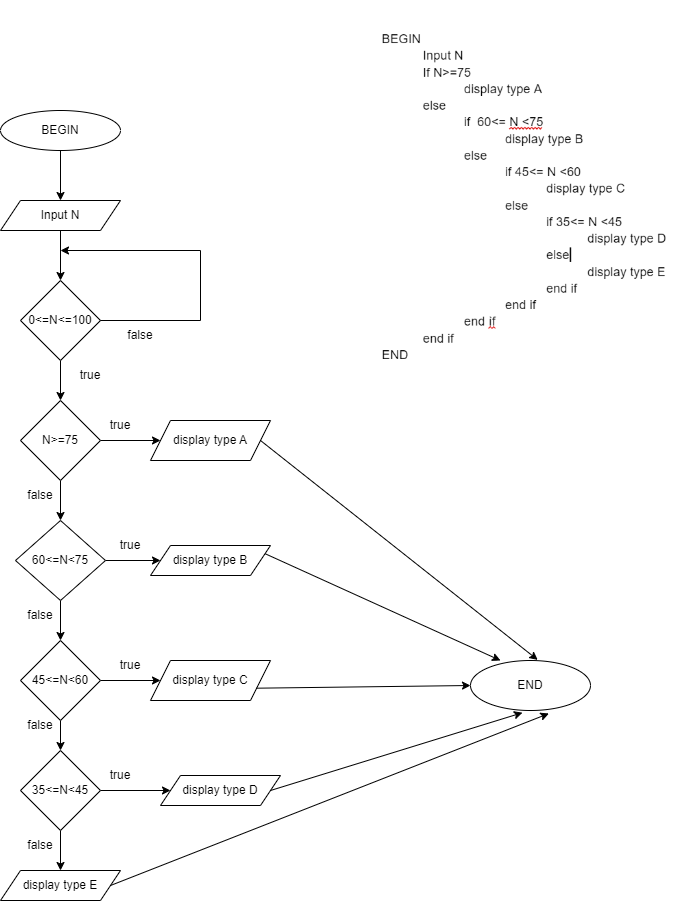 BEGIN
Input N
If N>=75
display type A
else
if 60<= N <75
display type B
else
if 45<= N <60
display type C
else
if 35<= N <45
display type D
else
display type E
end if
end if
end if
end if
END
BEGIN
Input N
0<=N<=100
false
true
N>=75
true
display type A
false
60<=N<75
true
display type B
false
45<=N<60
true
display type C
false
35<=N<45
true
display type D
false
display type E
END